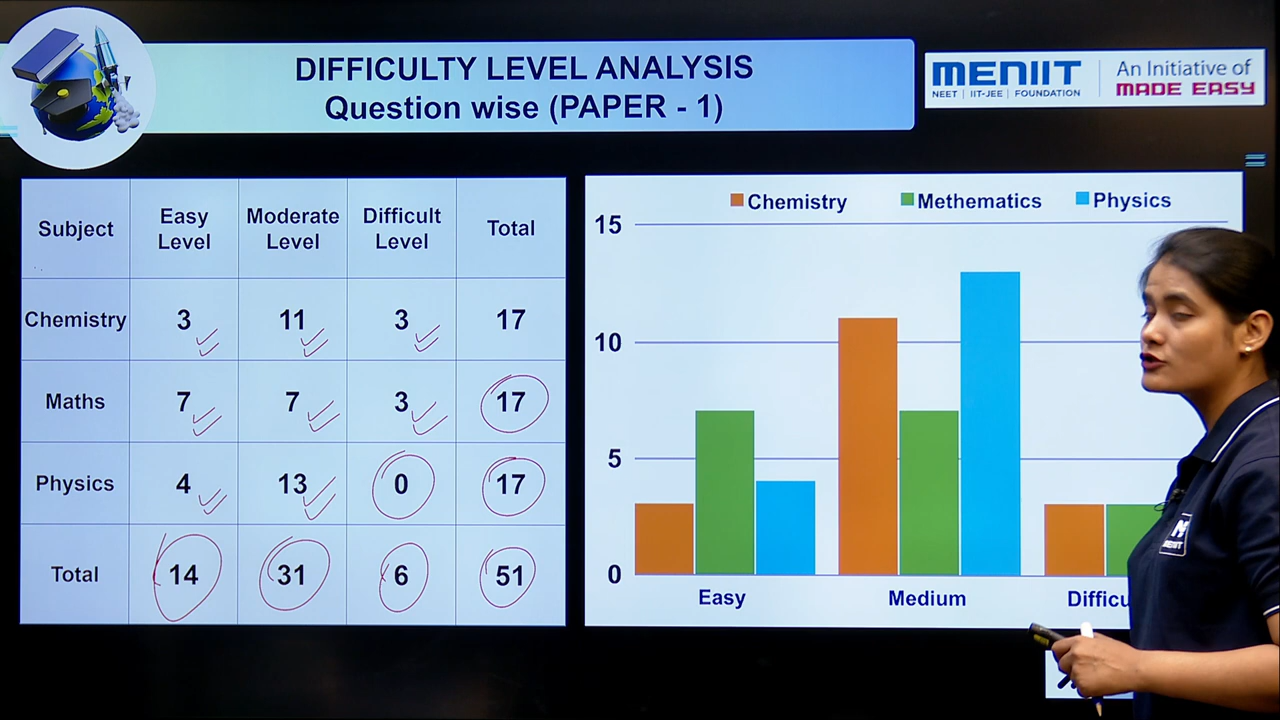 DIFFICULTY LEVEL ANALYSIS
Question wise (PAPER - 1)
MENIIT
NEET | IIT-JEE | FOUNDATION
An Initiative of
MADE EASY
Subject Easy Level Moderate Level Difficult Level Total
Chemistry 3 11 3 17
Maths 7 7 3 17
Physics 4 13 0 17
Total 14 31 6 51
Chemistry Methematics Physics
15
10
5
0
Easy Medium Difficu
MENIIT